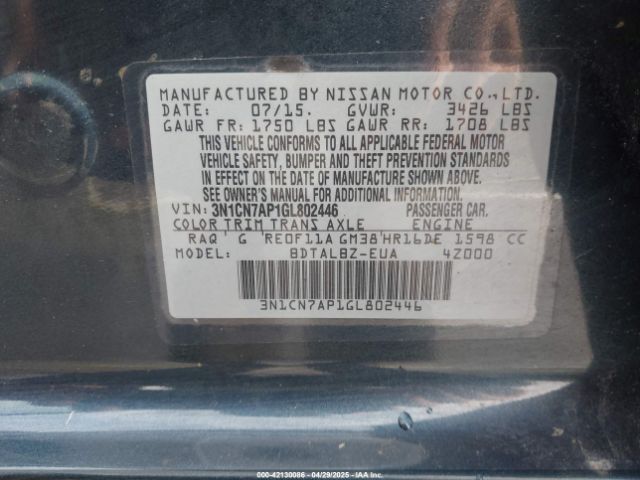 MANUFACTURED BY NISSAN MOTOR CO.,LTD.
DATE: 07/15. GVWR: 3426 LBS
GAWR FR: 1750 LBS GAWR RR: 1708 LBS
THIS VEHICLE CONFORMS TO ALL APPLICABLE FEDERAL MOTOR
VEHICLE SAFETY, BUMPER AND THEFT PREVENTION STANDARDS
IN EFFECT ON THE DATE OF MANUFACTURE SHOWN ABOVE.
SEE OWNER'S MANUAL FOR ADDITIONAL INFORMATION.
VIN: 3N1CN7AP1GL802446 PASSENGER CAR.
COLOR TRIM TRANS AXLE ENGINE
RAQ' G 'RE0F11A GM38'HR16DE 1598 CC
MODEL: BDTALBZ-EUA 4Z000
3N1CN7AP1GL802446
000-42130086 | 04/29/2025 | IAA Inc.